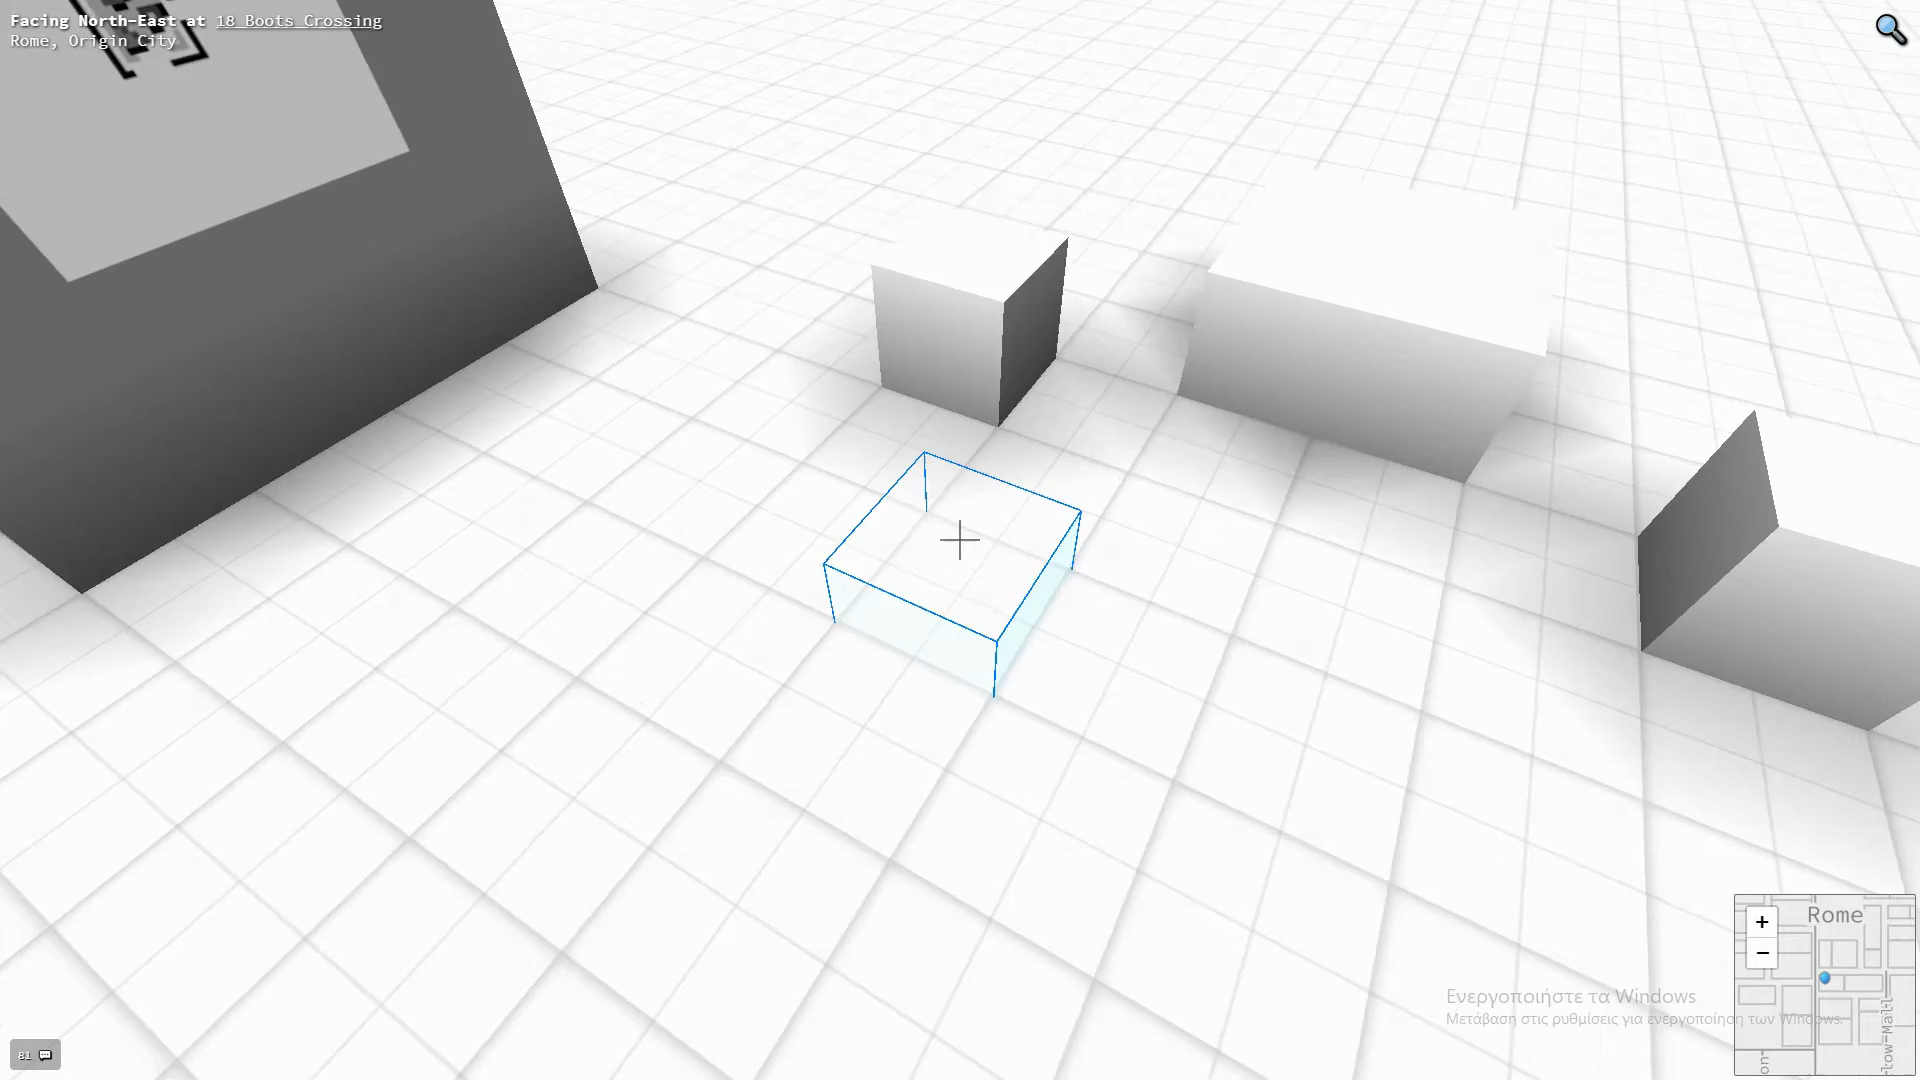 Facing North-East at 18 Boots Crossing
Rome, Origin City
+
Rome
−
Ενεργοποιήστε τα Windows
Μετάβαση στις ρυθμίσεις για ενεργοποίηση των Windows.
81